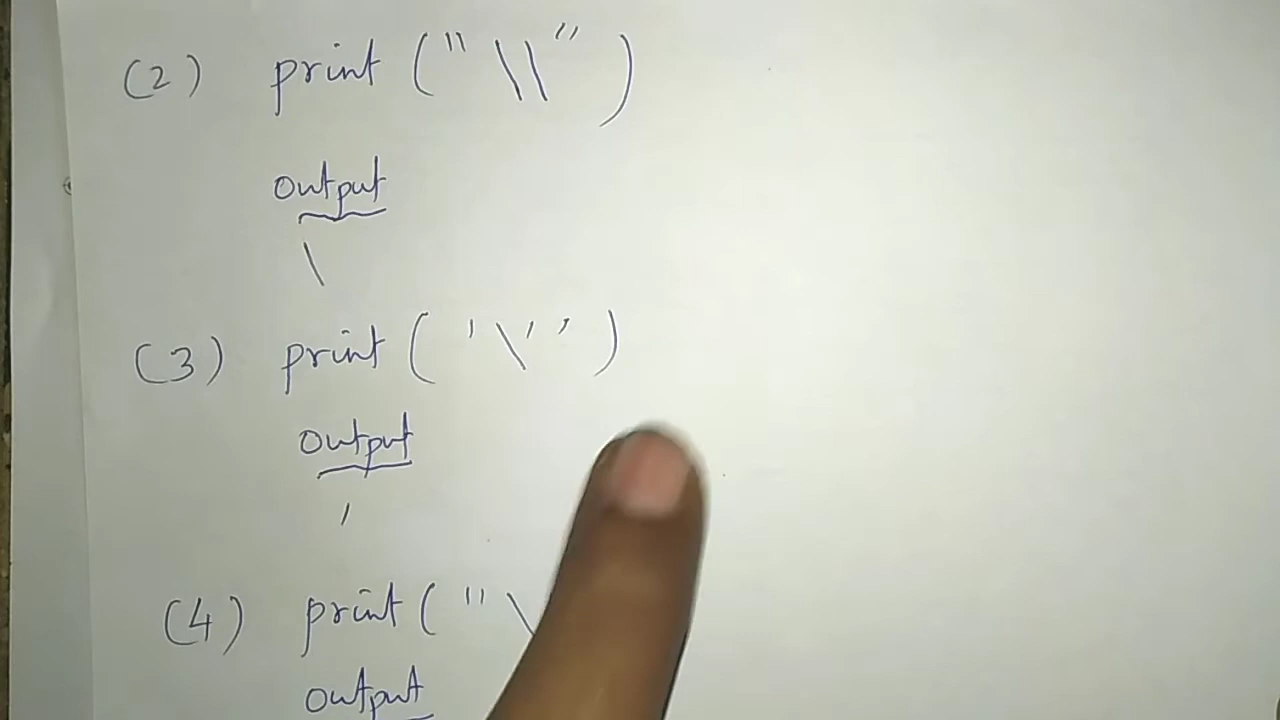 (2) print ("\\")
output
\
(3) print ('\'')
output
'
(4) print ("\
output